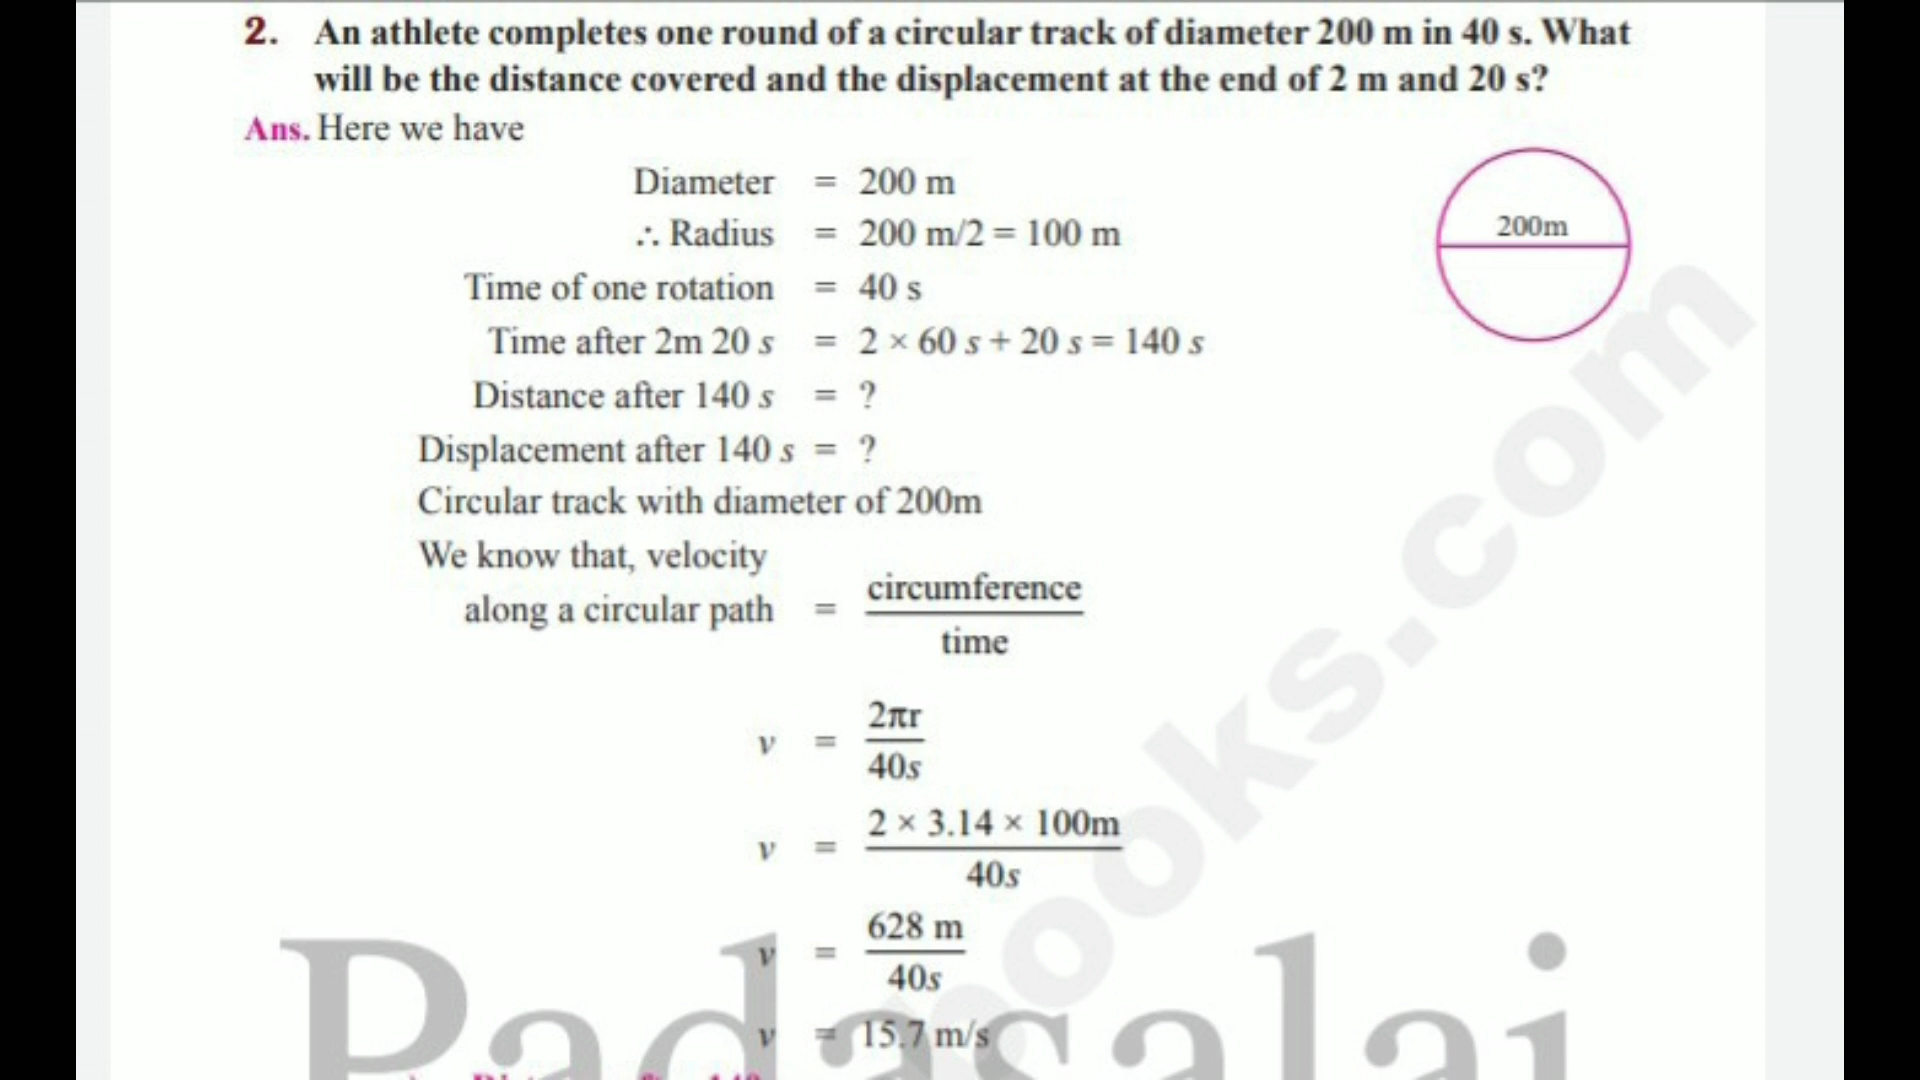 2. An athlete completes one round of a circular track of diameter 200 m in 40 s. What
will be the distance covered and the displacement at the end of 2 m and 20 s?
Ans. Here we have
Diameter = 200 m
∴ Radius = 200 m/2 = 100 m
200m
Time of one rotation = 40 s
Time after 2m 20 s = 2 × 60 s + 20 s = 140 s
Distance after 140 s = ?
Displacement after 140 s = ?
Circular track with diameter of 200m
We know that, velocity
along a circular path = circumference
time
v = 2πr
40s
v = 2 × 3.14 × 100m
40s
v = 628 m
40s
v = 15.7 m/s
Padasalai
ooks.com